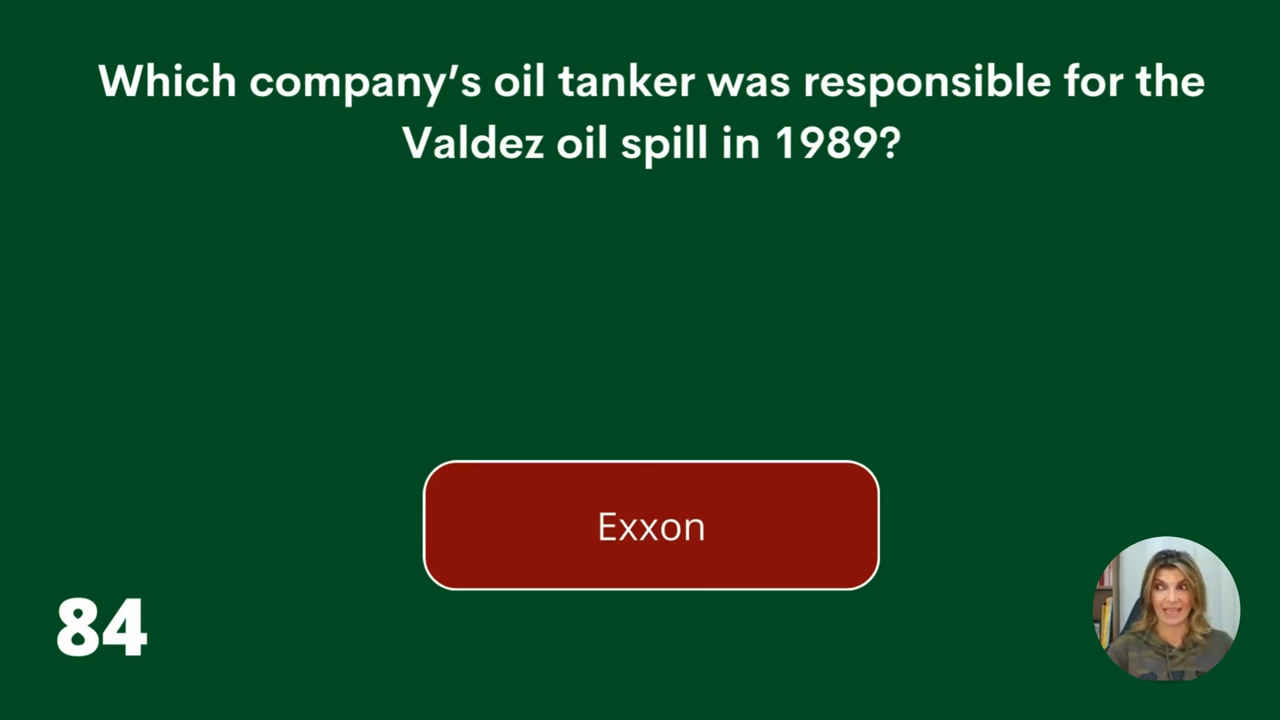 Which company’s oil tanker was responsible for the
Valdez oil spill in 1989?
Exxon
84